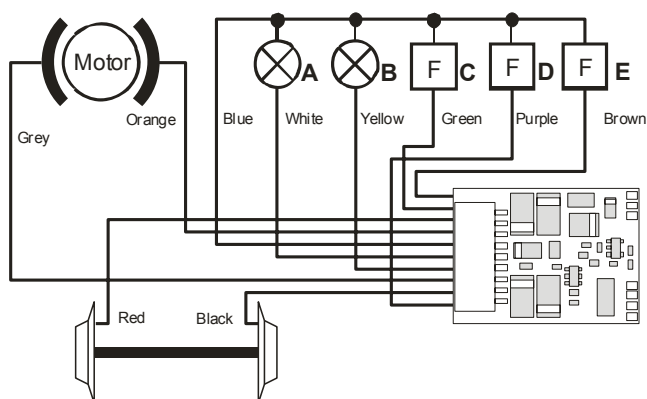 Motor
A
B
F
C
F
D
F
E
Grey
Orange
Blue
White
Yellow
Green
Purple
Brown
Red
Black